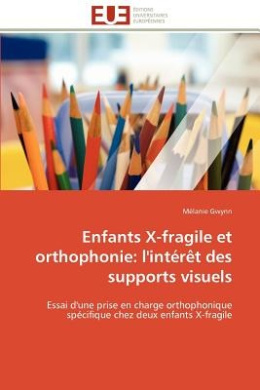 EUE
EDITIONS
UNIVERSITAIRES
EUROPÉENNES
Mélanie Gwynn
Enfants X-fragile et
orthophonie: l'intérêt des
supports visuels
Essai d'une prise en charge orthophonique
spécifique chez deux enfants X-fragile